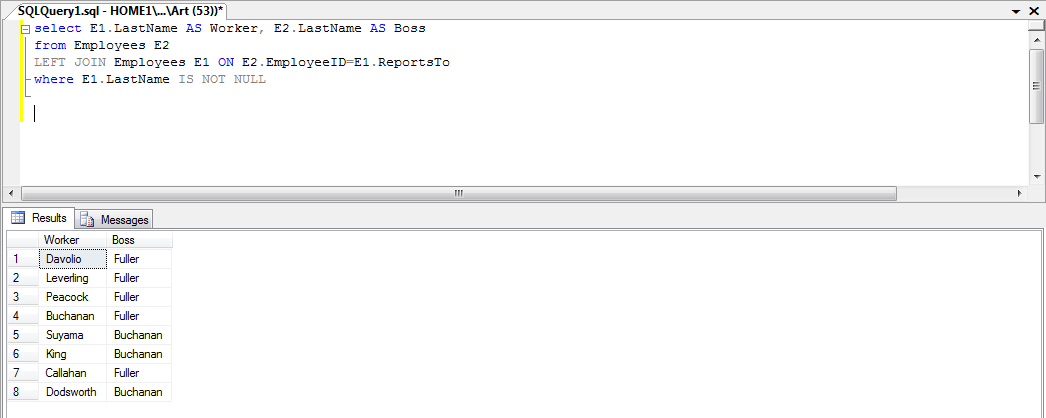 SQLQuery1.sql - HOME1\...\Art (53))*
select E1.LastName AS Worker, E2.LastName AS Boss
from Employees E2
LEFT JOIN Employees E1 ON E2.EmployeeID=E1.ReportsTo
where E1.LastName IS NOT NULL
Results Messages
Worker Boss
1 Davolio Fuller
2 Leverling Fuller
3 Peacock Fuller
4 Buchanan Fuller
5 Suyama Buchanan
6 King Buchanan
7 Callahan Fuller
8 Dodsworth Buchanan